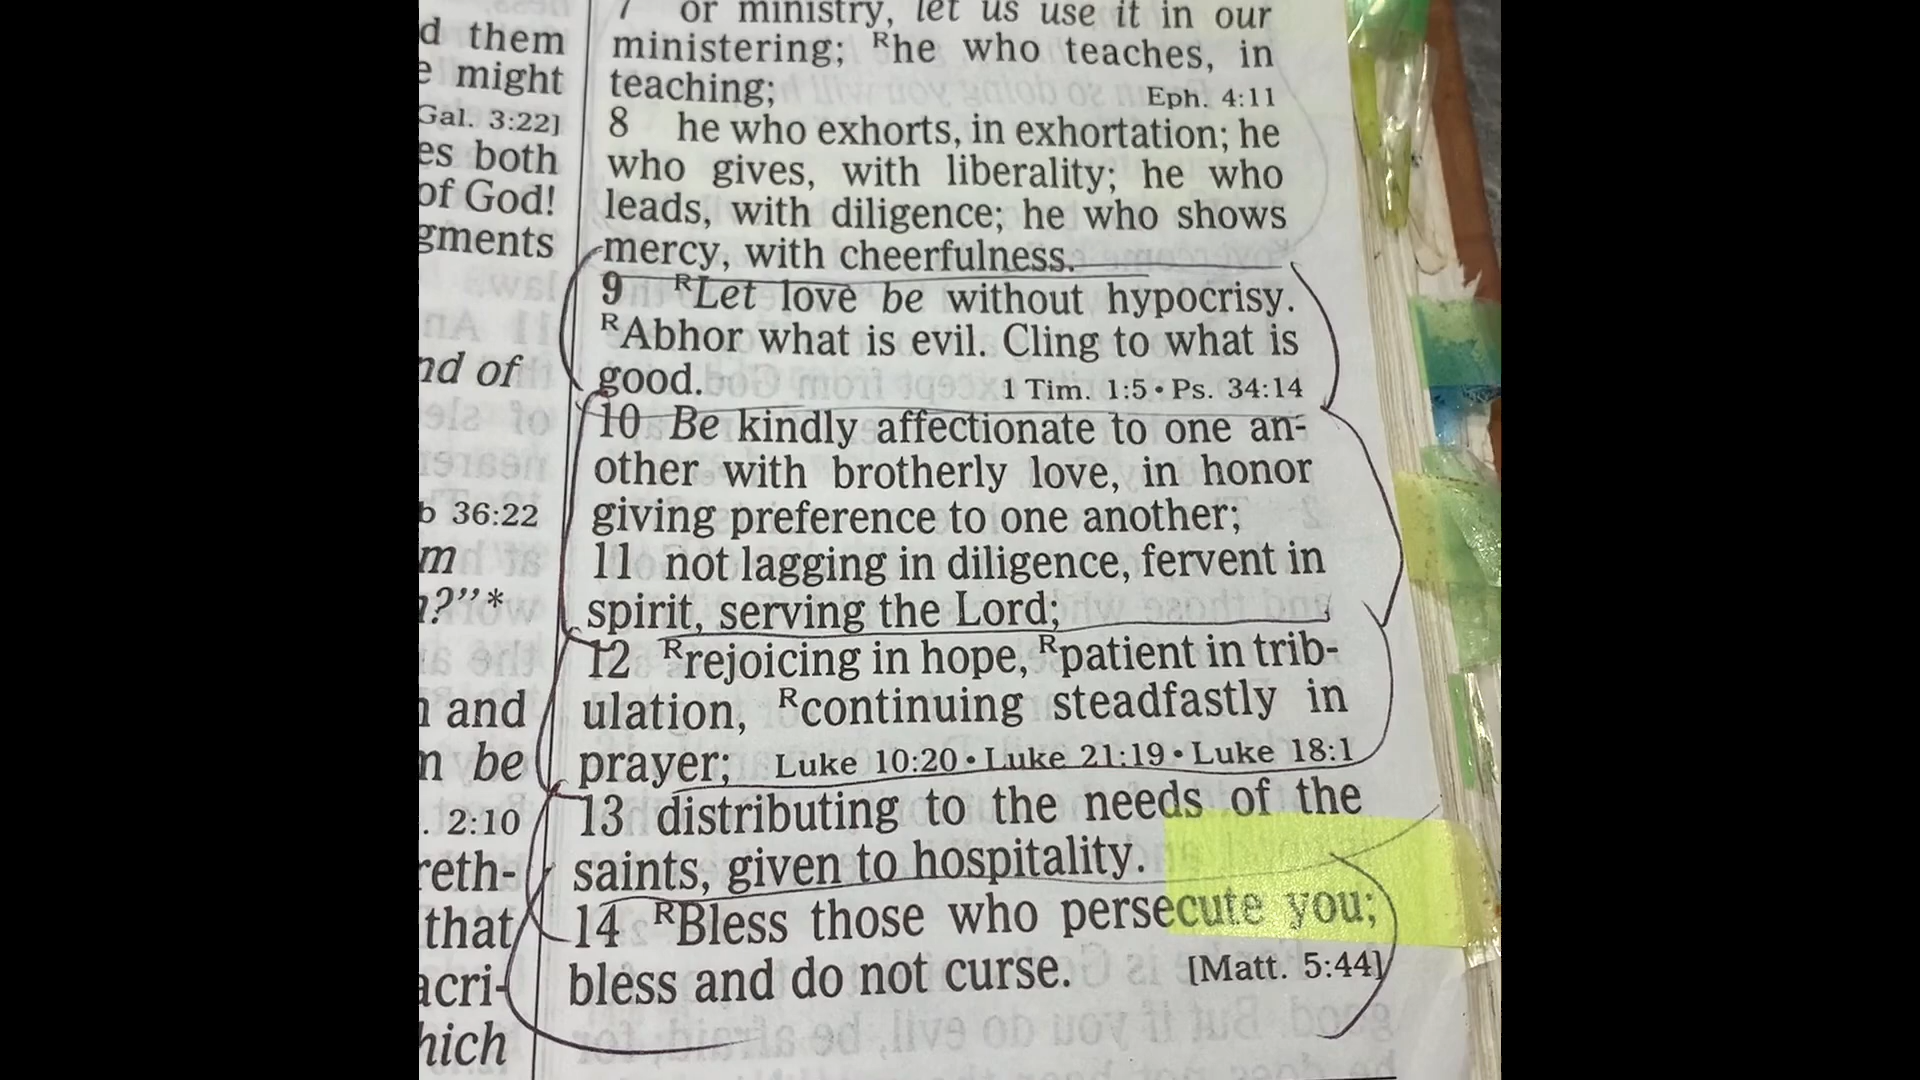 d them
e might
Gal. 3:22]
es both
of God!
gments
nd of
b 36:22
m
?”*
and
be
. 2:10
reth-
that
acri-
hich
7 or ministry, let us use it in our
ministering; Rhe who teaches, in
teaching; Eph. 4:11
8 he who exhorts, in exhortation; he
who gives, with liberality; he who
leads, with diligence; he who shows
mercy, with cheerfulness.
9 RLet love be without hypocrisy.
RAbhor what is evil. Cling to what is
good. 1 Tim. 1:5 • Ps. 34:14
10 Be kindly affectionate to one an-
other with brotherly love, in honor
giving preference to one another;
11 not lagging in diligence, fervent in
spirit, serving the Lord;
12 Rrejoicing in hope, Rpatient in trib-
ulation, Rcontinuing steadfastly in
prayer; Luke 10:20 • Luke 21:19 • Luke 18:1
13 distributing to the needs of the
saints, given to hospitality.
14 RBless those who persecute you;
bless and do not curse. [Matt. 5:44]